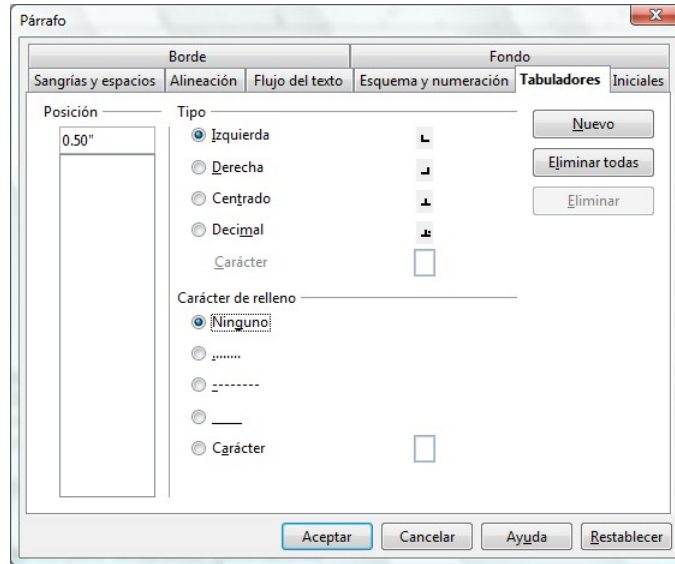 Párrafo
Borde Fondo
Sangrías y espacios Alineación Flujo del texto Esquema y numeración Tabuladores Iniciales
Posición
0.50"
Tipo
Izquierda
Derecha
Centrado
Decimal
Carácter
Carácter de relleno
Ninguno
.......
--------
____
Carácter
Nuevo
Eliminar todas
Eliminar
Aceptar Cancelar Ayuda Restablecer